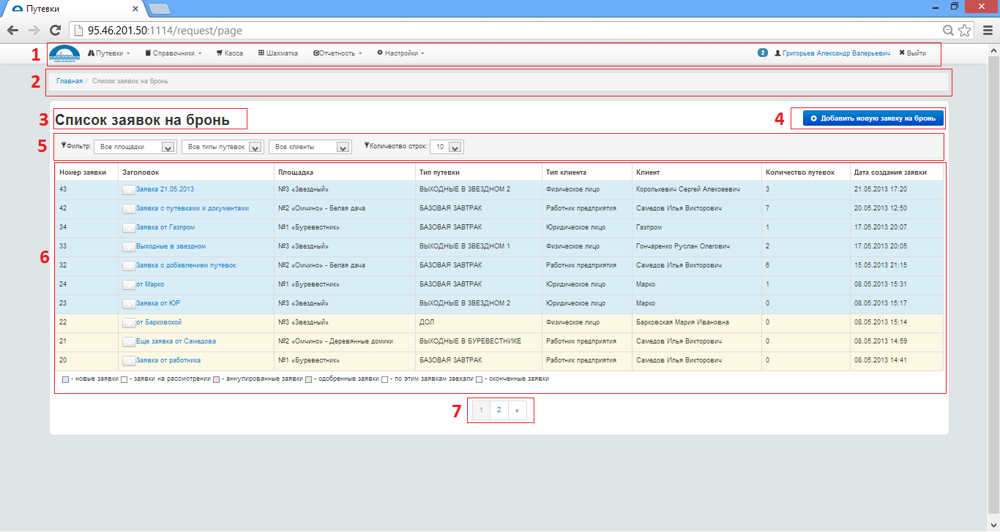 Путевки
95.46.201.50:1114/request/page
1 Путевки Справочники Касса Шахматка Отчетность Настройки 2 Григорьев Александр Валерьевич Выйти
2 Главная / Список заявок на бронь
3 Список заявок на бронь 4 Добавить новую заявку на бронь
5 Фильтр: Все площадки Все типы путевок Все клиенты Количество строк: 10
Номер заявки Заголовок Площадка Тип путевки Тип клиента Клиент Количество путевок Дата создания заявки
43 Заявка 21.05.2013 №3 «Звездный» ВЫХОДНЫЕ В ЗВЕЗДНОМ 2 Физическое лицо Королькевич Сергей Алексеевич 3 21.05.2013 17:20
42 Заявка с путевками и документами №2 «Омчино» - Белая дача БАЗОВАЯ ЗАВТРАК Работник предприятия Самедов Илья Викторович 7 20.05.2013 12:50
34 Заявка от Газпром №1 «Буревестник» БАЗОВАЯ ЗАВТРАК Юридическое лицо Газпром 1 17.05.2013 20:07
33 Выходные в звездном №3 «Звездный» ВЫХОДНЫЕ В ЗВЕЗДНОМ 1 Физическое лицо Гончаренко Руслан Олегович 2 17.05.2013 20:05
6
32 Заявка с добавлением путевок №2 «Омчино» - Белая дача БАЗОВАЯ ЗАВТРАК Работник предприятия Самедов Илья Викторович 6 15.05.2013 21:15
24 от Марко №1 «Буревестник» БАЗОВАЯ ЗАВТРАК Юридическое лицо Марко 1 08.05.2013 15:31
23 Заявка от ЮР №3 «Звездный» ВЫХОДНЫЕ В ЗВЕЗДНОМ 2 Юридическое лицо Марко 0 08.05.2013 15:17
22 от Барковской №3 «Звездный» ДОЛ Физическое лицо Барковская Мария Ивановна 0 08.05.2013 15:14
21 Еще заявка от Самедова №2 «Омчино» - Деревянные домики ВЫХОДНЫЕ В БУРЕВЕСТНИКЕ Работник предприятия Самедов Илья Викторович 0 08.05.2013 14:59
20 Заявка от работника №1 «Буревестник» БАЗОВАЯ ЗАВТРАК Работник предприятия Самедов Илья Викторович 0 08.05.2013 14:41
- новые заявки - заявки на рассмотрении - аннулированные заявки - одобренные заявки - по этим заявкам заехали - оконченные заявки
7 1 2 »